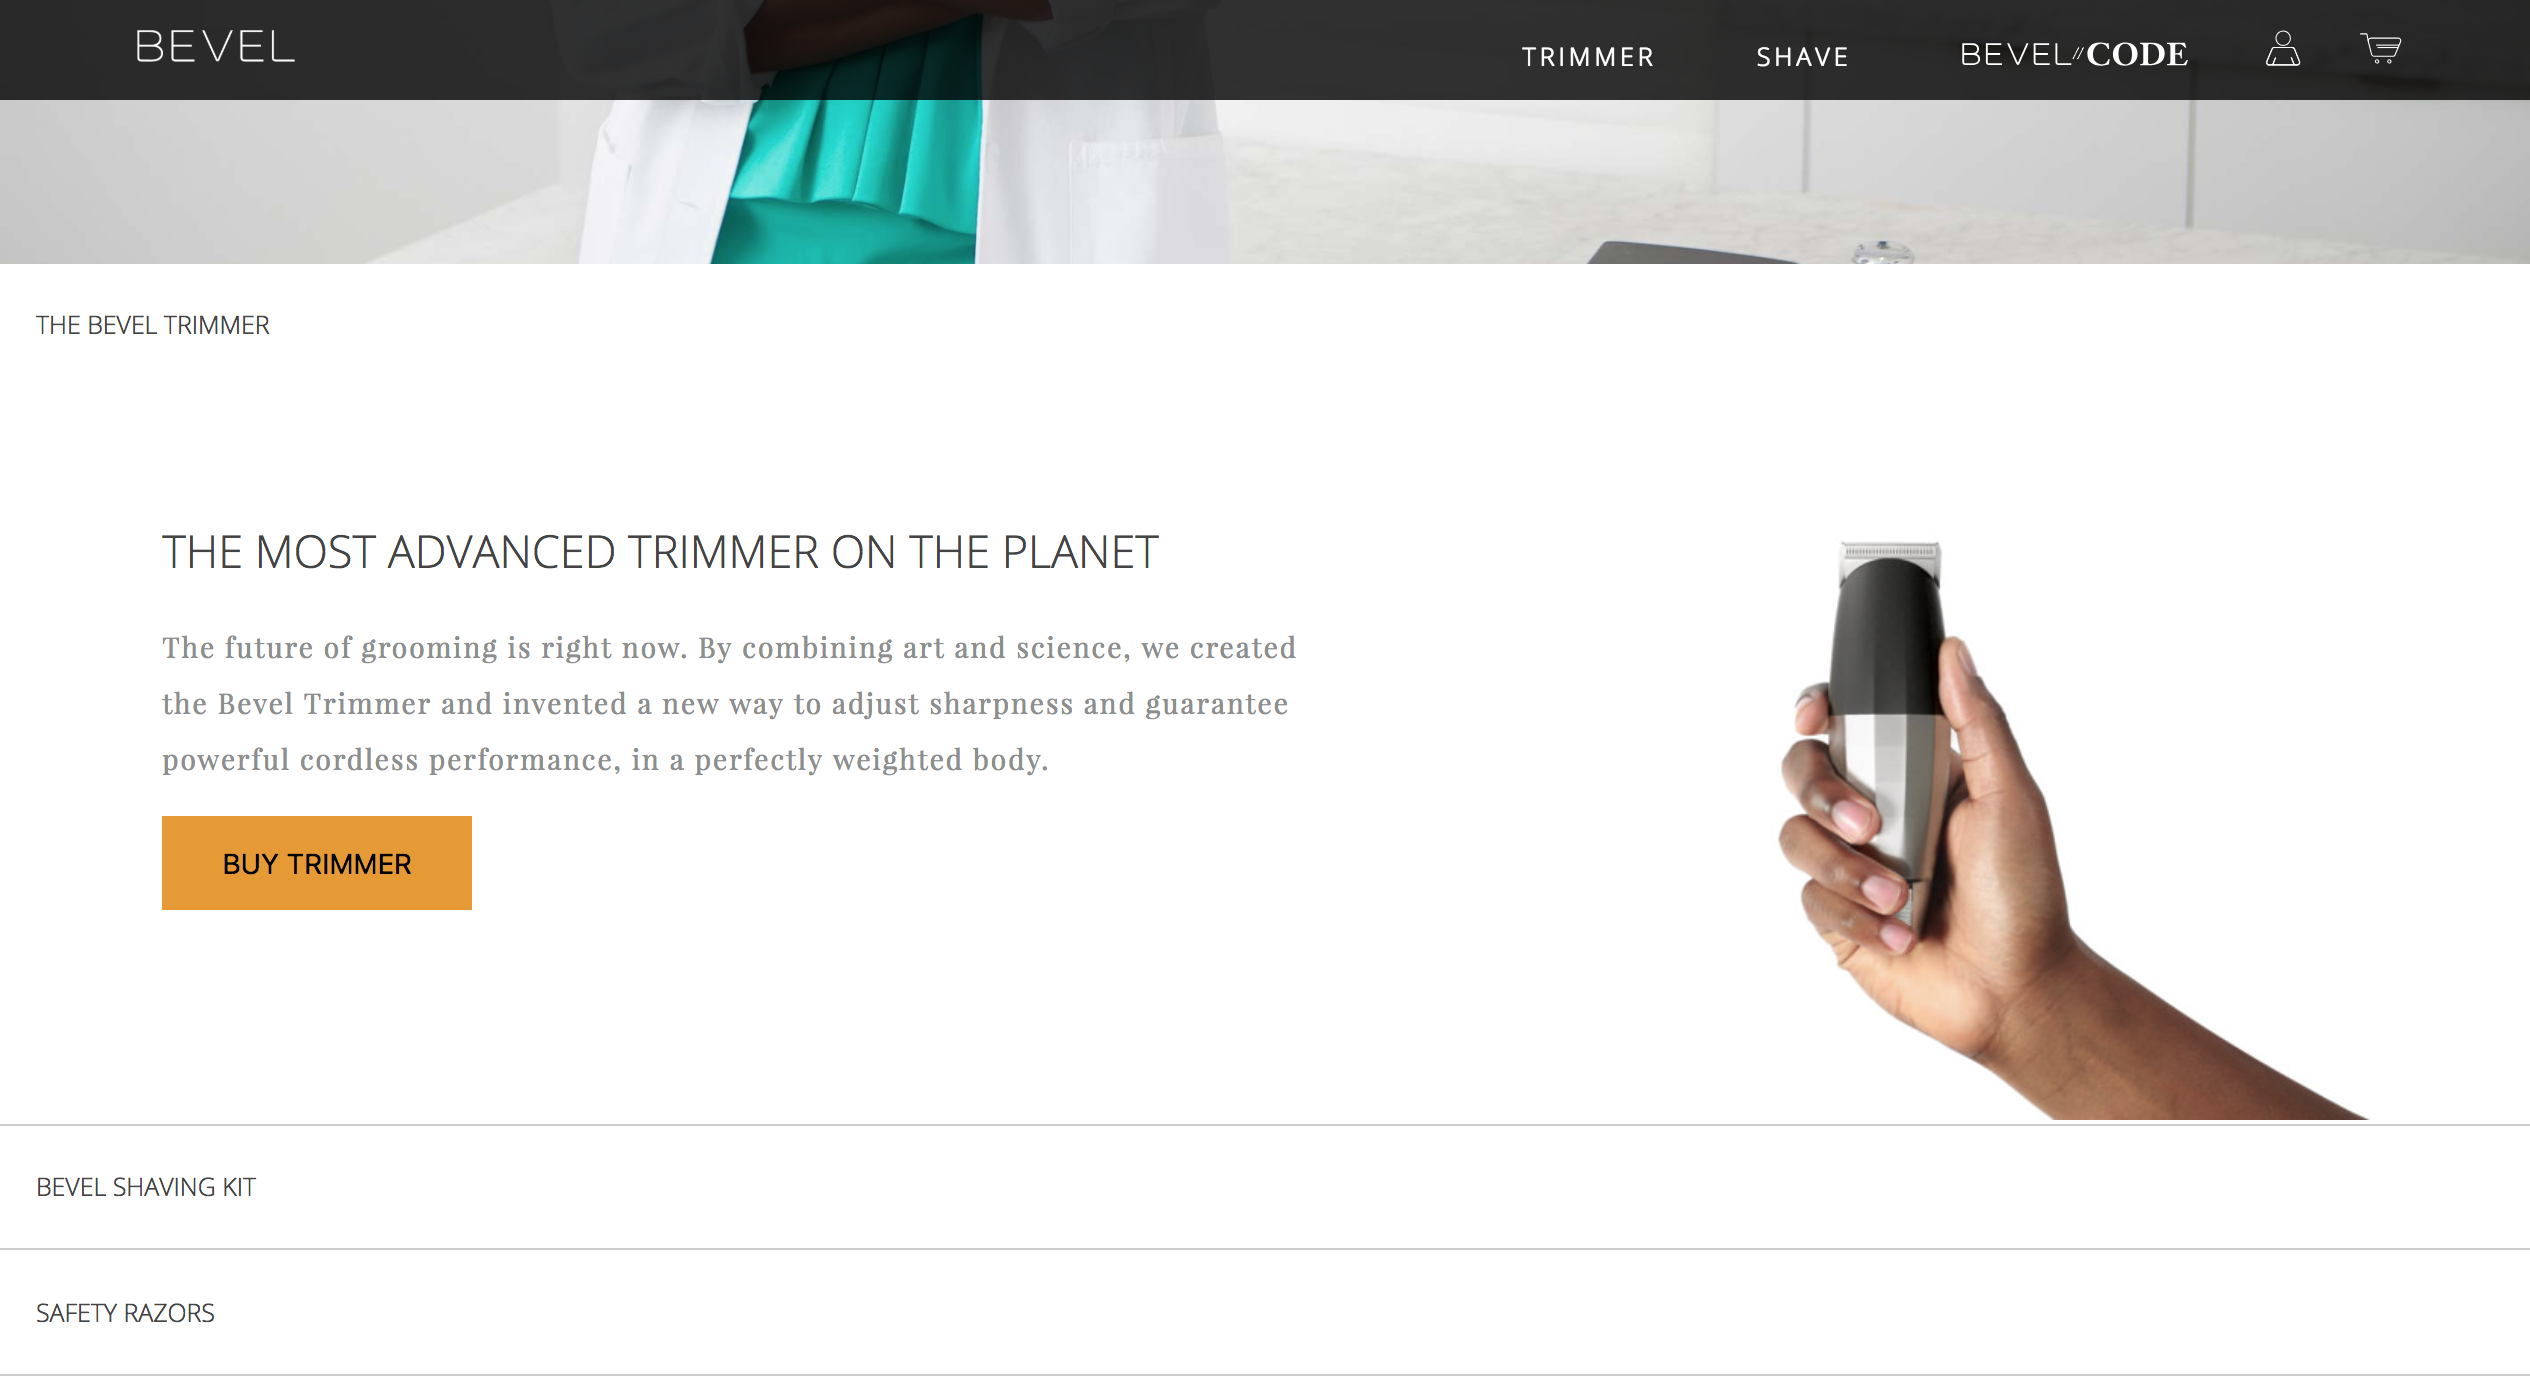 BEVEL
TRIMMER
SHAVE
BEVEL//CODE
THE BEVEL TRIMMER
THE MOST ADVANCED TRIMMER ON THE PLANET
The future of grooming is right now. By combining art and science, we created
the Bevel Trimmer and invented a new way to adjust sharpness and guarantee
powerful cordless performance, in a perfectly weighted body.
BUY TRIMMER
BEVEL SHAVING KIT
SAFETY RAZORS